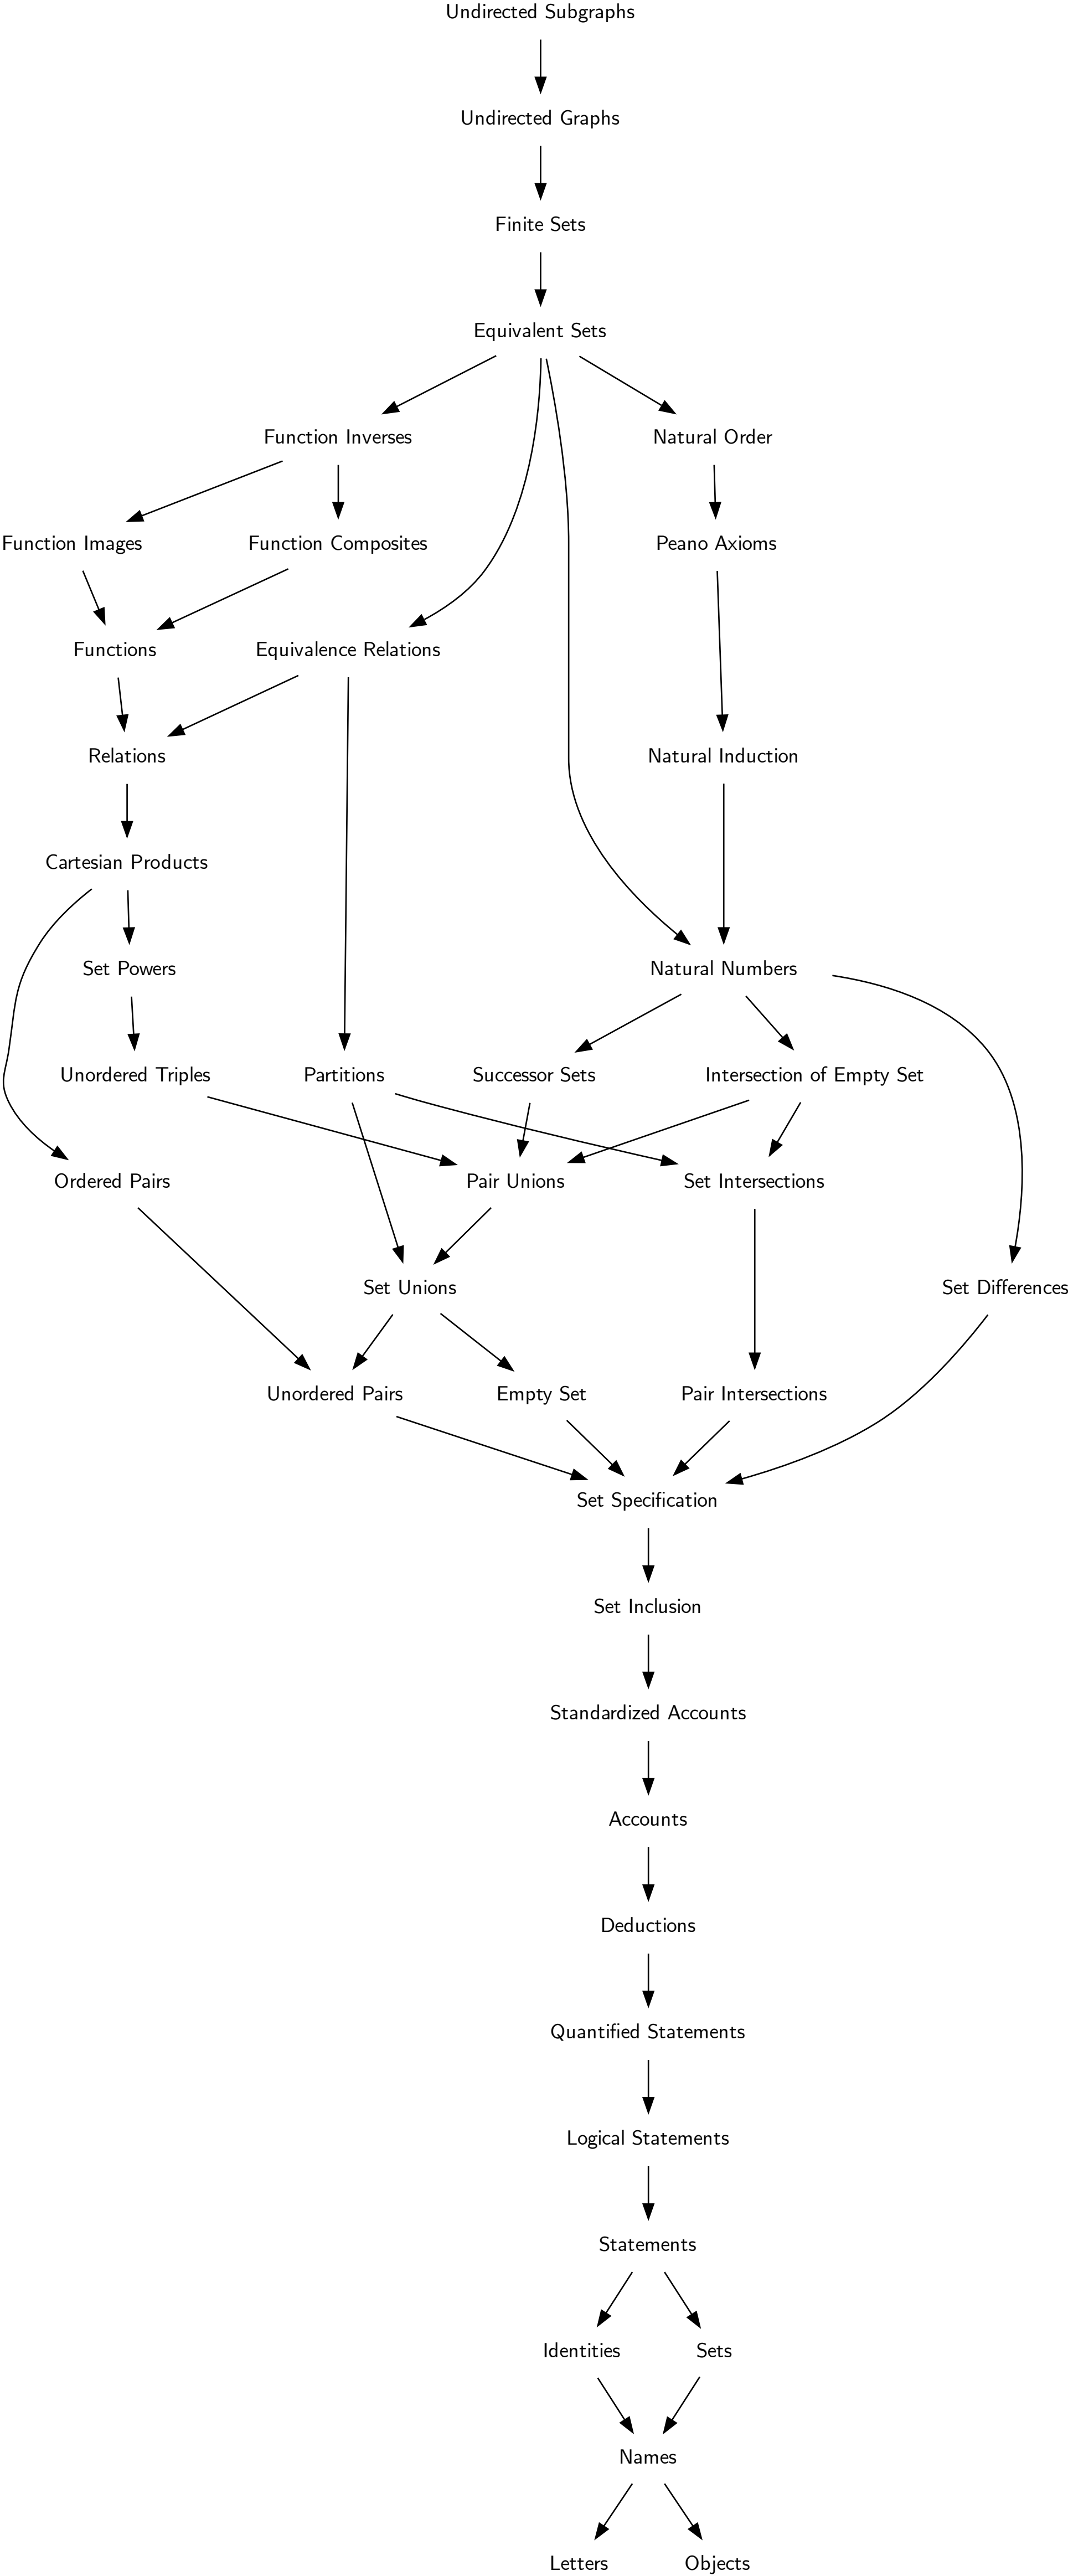 Undirected Subgraphs
Undirected Graphs
Finite Sets
Equivalent Sets
Function Inverses
Natural Order
Function Images
Function Composites
Peano Axioms
Functions
Equivalence Relations
Relations
Natural Induction
Cartesian Products
Set Powers
Natural Numbers
Unordered Triples
Partitions
Successor Sets
Intersection of Empty Set
Ordered Pairs
Pair Unions
Set Intersections
Set Unions
Set Differences
Unordered Pairs
Empty Set
Pair Intersections
Set Specification
Set Inclusion
Standardized Accounts
Accounts
Deductions
Quantified Statements
Logical Statements
Statements
Identities
Sets
Names
Letters
Objects